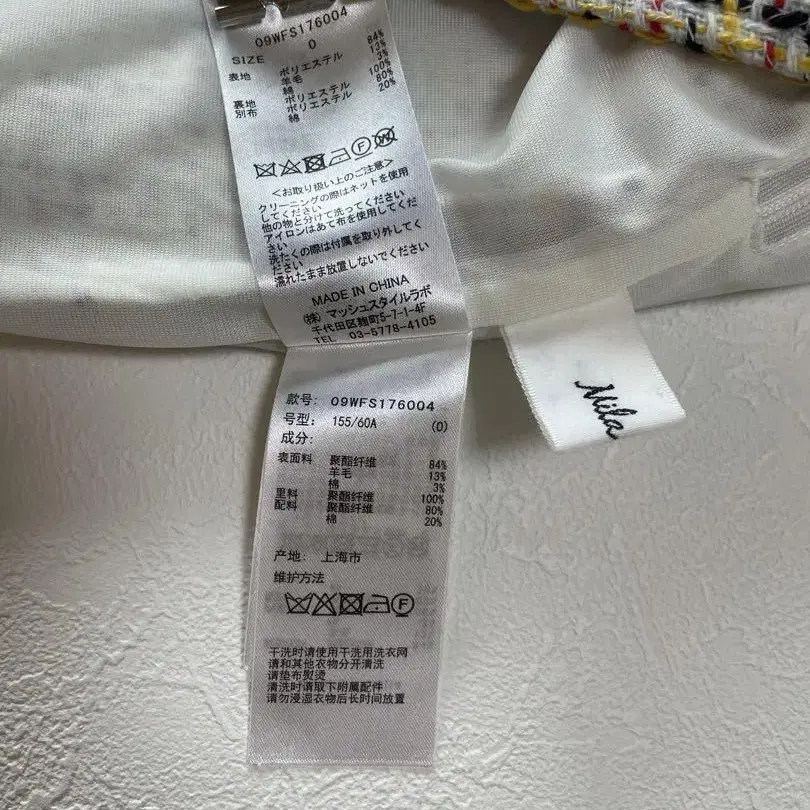 09WFS176004
SIZE 0
表地 ポリエステル 84%
羊毛 13%
綿 3%
裏地 ポリエステル 100%
別布 ポリエステル 80%
綿 20%
<お取り扱い上のご注意>
クリーニングの際はネットを使用
してください
他の物と分けて洗ってください
アイロンはあて布を使用してくだ
さい
洗たくの際は付属を取り外してく
ださい
濡れたまま放置しないでください
MADE IN CHINA
(株)マッシュスタイルラボ
千代田区麹町5-7-1-4F
TEL 03-5778-4105
Mila
款号: 09WFS176004
号型: 155/60A (0)
成分:
表面料 聚酯纤维 84%
羊毛 13%
棉 3%
里料 聚酯纤维 100%
配料 聚酯纤维 80%
棉 20%
产地: 上海市
维护方法
干洗时请使用干洗用洗衣网
请和其他衣物分开清洗
请垫布熨烫
清洗时请取下附属配件
请勿浸湿衣物后长时间放置